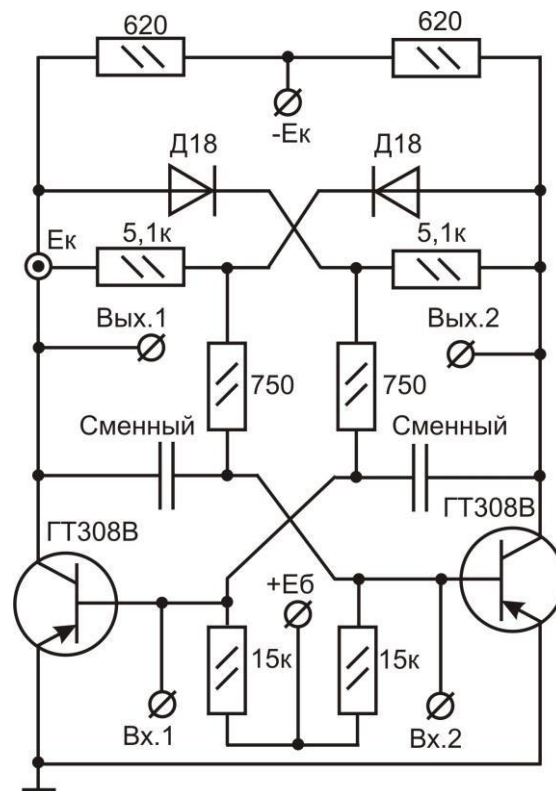 620
620
-Ек
Д18
Д18
Ек
5,1к
5,1к
Вых.1
Вых.2
750
750
Сменный
Сменный
ГТ308В
ГТ308В
+Еб
15к
15к
Вх.1
Вх.2